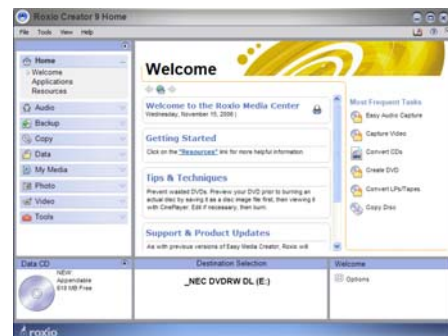 Roxio Creator 9 Home
File Tools View Help
Home
Welcome
Applications
Resources
Audio
Backup
Copy
Data
My Media
Photo
Video
Tools
Welcome
Welcome to the Roxio Media Center
Wednesday, November 15, 2006 |
Getting Started
Click on the "Resources" link for more helpful information.
Tips & Techniques
Prevent wasted DVDs. Preview your DVD prior to burning an
actual disc by saving it as a disc image file first, then viewing it
with CinePlayer. Edit if necessary, then burn.
Support & Product Updates
As with previous versions of Easy Media Creator, Roxio will
Most Frequent Tasks
Easy Audio Capture
Capture Video
Convert CDs
Create DVD
Convert LPs/Tapes
Copy Disc
Data CD
NEW:
Appendable
618 MB Free
Destination Selection
_NEC DVDRW DL (E:)
Welcome
Options
roxio